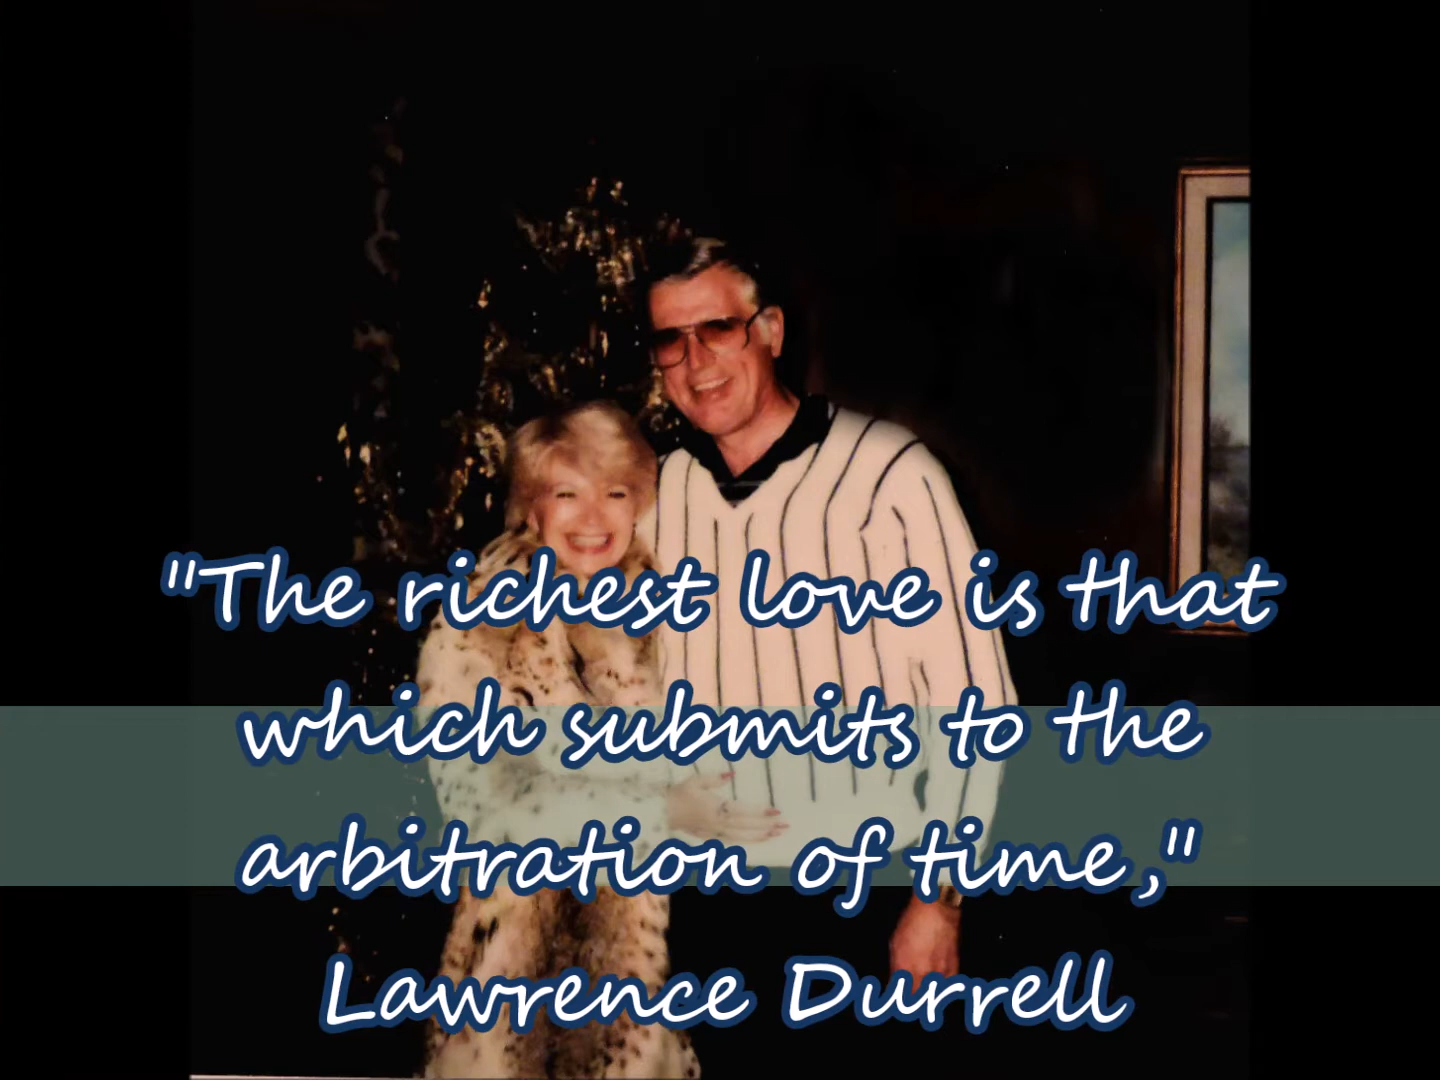 "The richest love is that
which submits to the
arbitration of time,"
Lawrence Durrell